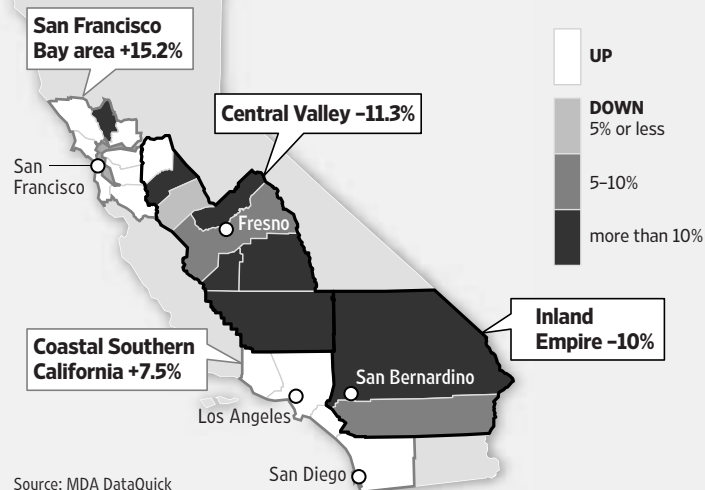 San Francisco
Bay area +15.2%
UP
DOWN
5% or less
5–10%
more than 10%
Central Valley –11.3%
San
Francisco
Fresno
Inland
Empire –10%
Coastal Southern
California +7.5%
San Bernardino
Los Angeles
San Diego
Source: MDA DataQuick